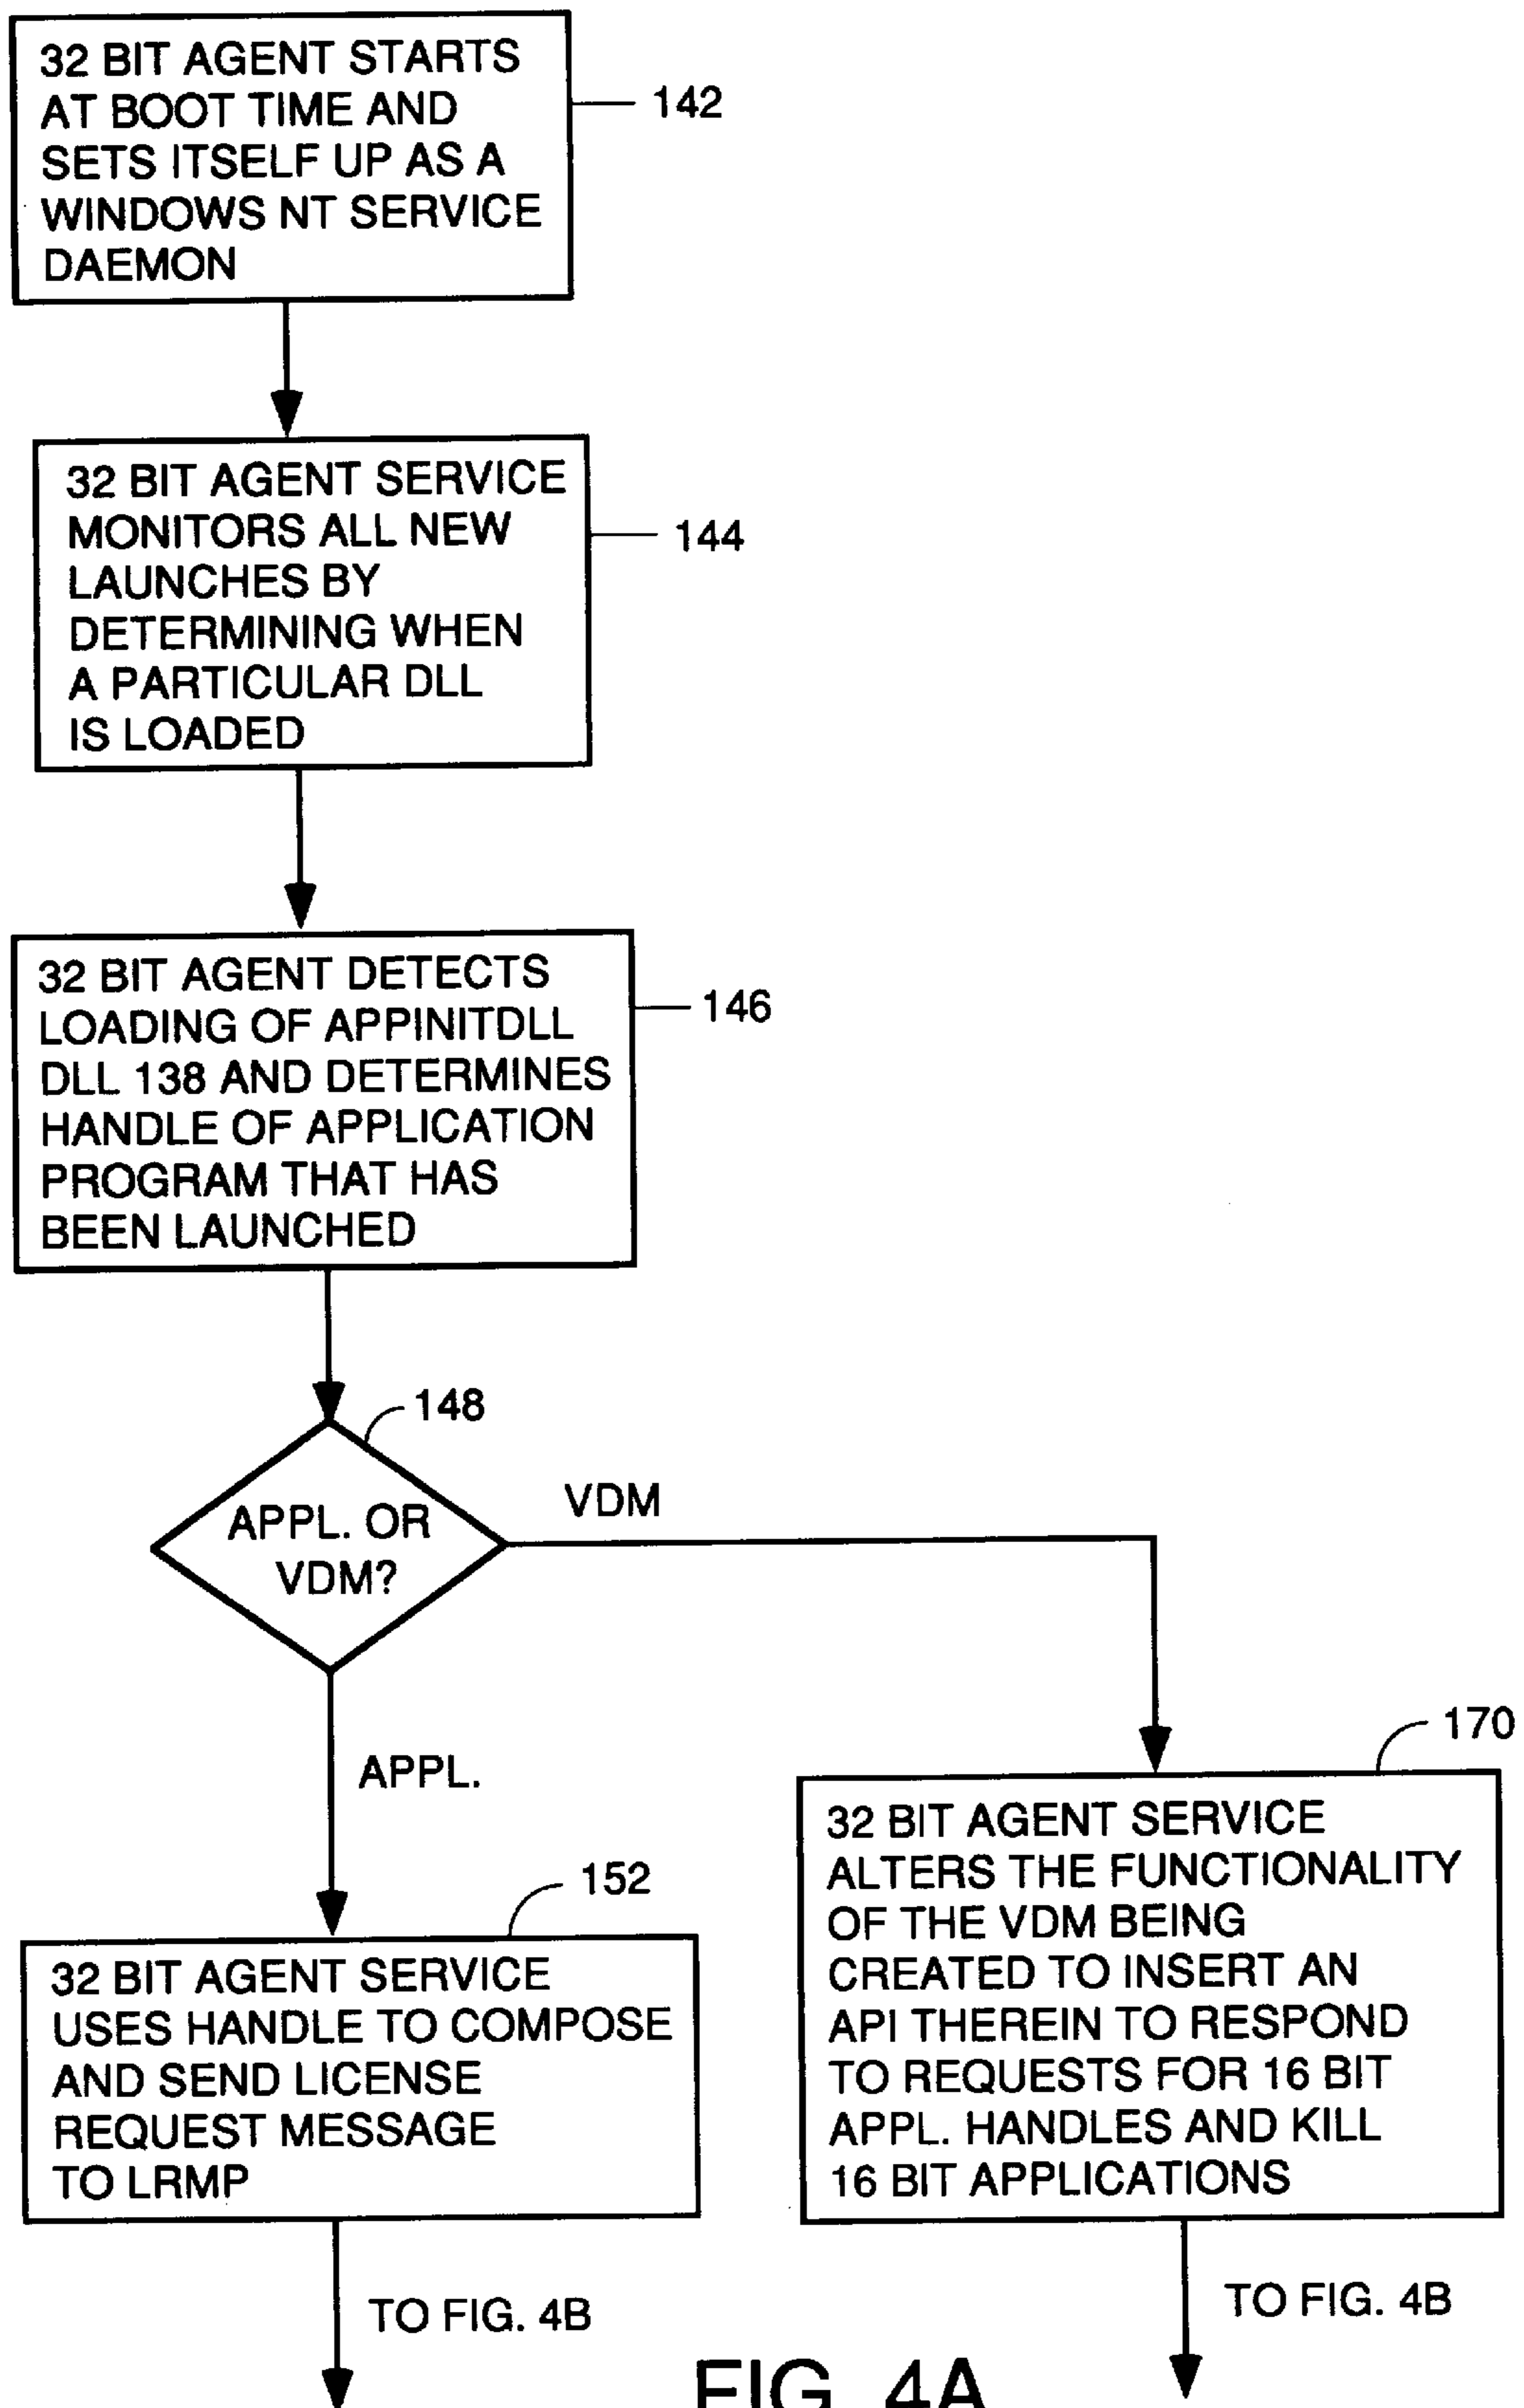 32 BIT AGENT STARTS
AT BOOT TIME AND
SETS ITSELF UP AS A
WINDOWS NT SERVICE
DAEMON
142
32 BIT AGENT SERVICE
MONITORS ALL NEW
LAUNCHES BY
DETERMINING WHEN
A PARTICULAR DLL
IS LOADED
144
32 BIT AGENT DETECTS
LOADING OF APPINITDLL
DLL 138 AND DETERMINES
HANDLE OF APPLICATION
PROGRAM THAT HAS
BEEN LAUNCHED
146
148
APPL. OR
VDM?
VDM
APPL.
152
32 BIT AGENT SERVICE
USES HANDLE TO COMPOSE
AND SEND LICENSE
REQUEST MESSAGE
TO LRMP
170
32 BIT AGENT SERVICE
ALTERS THE FUNCTIONALITY
OF THE VDM BEING
CREATED TO INSERT AN
API THEREIN TO RESPOND
TO REQUESTS FOR 16 BIT
APPL. HANDLES AND KILL
16 BIT APPLICATIONS
TO FIG. 4B
TO FIG. 4B
FIG. 4A